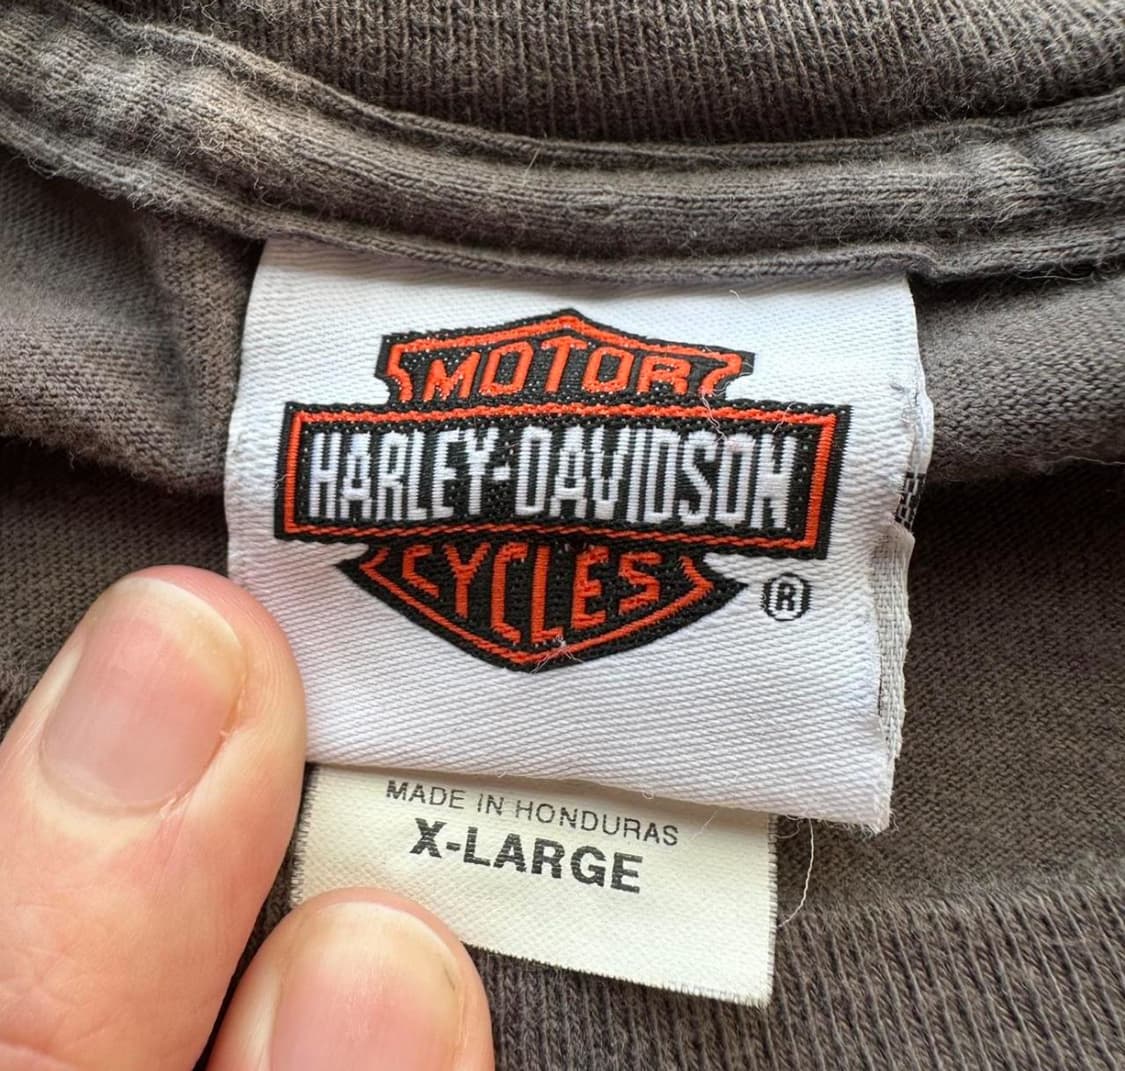 MOTOR
HARLEY-DAVIDSON
CYCLES
®
MADE IN HONDURAS
X-LARGE